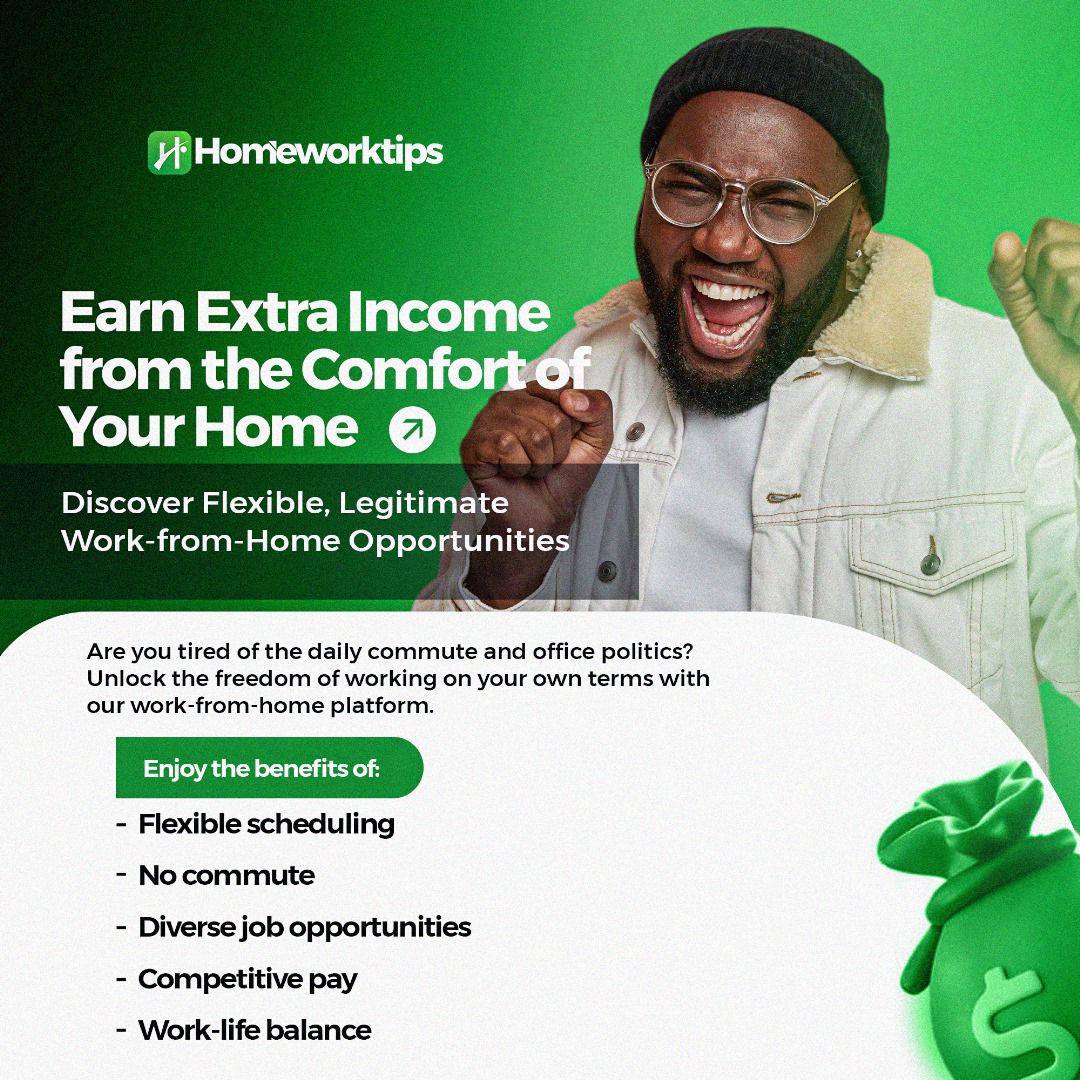 Homeworktips
Earn Extra Income
from the Comfort of
Your Home
Discover Flexible, Legitimate
Work-from-Home Opportunities
Are you tired of the daily commute and office politics?
Unlock the freedom of working on your own terms with
our work-from-home platform.
Enjoy the benefits of:
- Flexible scheduling
- No commute
- Diverse job opportunities
- Competitive pay
- Work-life balance
$